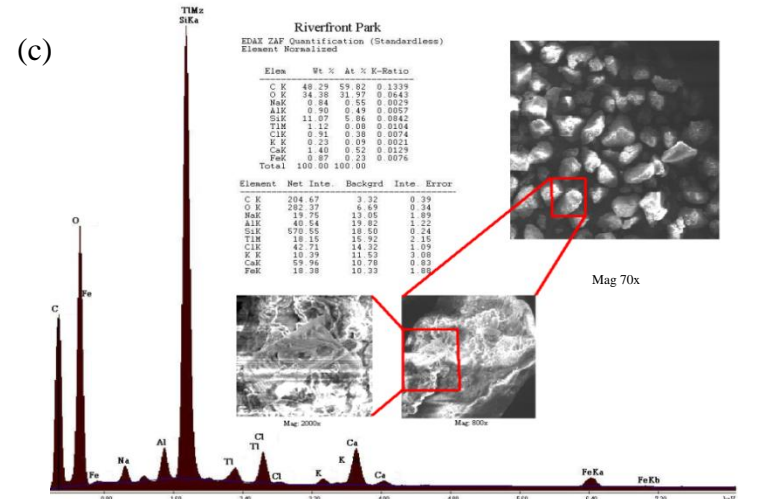 (c)
TlMz
SiKa
Riverfront Park
EDAX ZAF Quantification (Standardless)
Element Normalized
Elem Wt % At % K-Ratio
C K 48.29 59.82 0.1339
O K 34.38 31.97 0.0643
NaK 0.84 0.55 0.0029
AlK 0.90 0.49 0.0057
SiK 11.07 5.86 0.0842
TlM 1.12 0.08 0.0104
ClK 0.91 0.38 0.0074
K K 0.23 0.09 0.0021
CaK 1.40 0.52 0.0129
FeK 0.87 0.23 0.0076
Total 100.00 100.00
Element Net Inte. Backgrd Inte. Error
C K 204.67 3.32 0.39
O K 282.37 6.69 0.34
NaK 19.75 13.05 1.89
AlK 40.54 19.82 1.22
SiK 570.55 18.50 0.24
TlM 18.15 15.92 2.15
ClK 42.71 14.32 1.09
K K 10.39 11.53 3.08
CaK 59.96 10.78 0.83
FeK 18.38 10.33 1.88
Mag 70x
Mag: 2000x
Mag: 800x
O
Fe
C
Fe
Na
Al
Tl
Cl
Tl
Cl
K
K
Ca
Ca
FeKa
FeKb